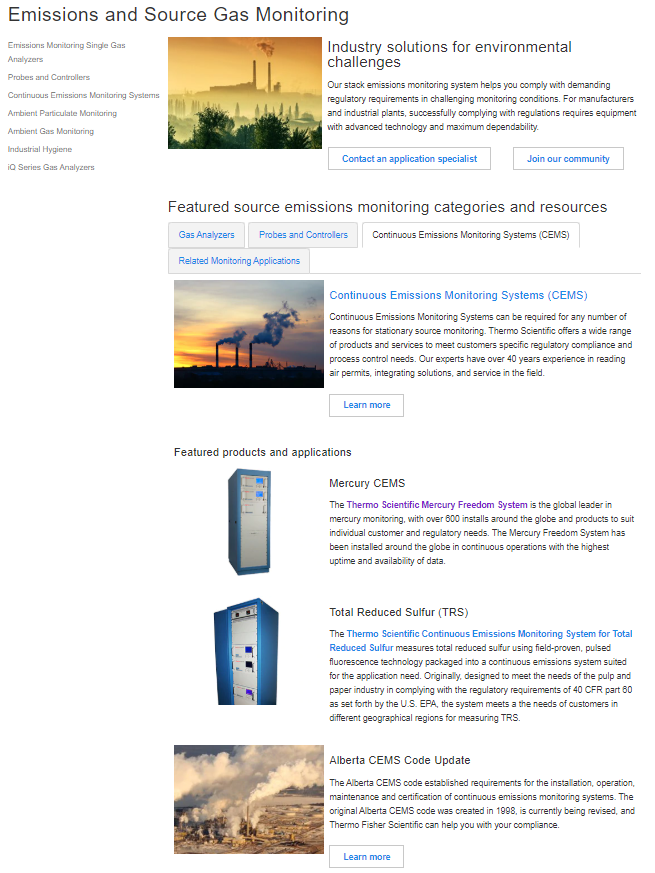 Emissions and Source Gas Monitoring
Emissions Monitoring Single Gas
Analyzers
Probes and Controllers
Continuous Emissions Monitoring Systems
Ambient Particulate Monitoring
Ambient Gas Monitoring
Industrial Hygiene
iQ Series Gas Analyzers
Industry solutions for environmental
challenges
Our stack emissions monitoring system helps you comply with demanding
regulatory requirements in challenging monitoring conditions. For manufacturers
and industrial plants, successfully complying with regulations requires equipment
with advanced technology and maximum dependability.
Contact an application specialist
Join our community
Featured source emissions monitoring categories and resources
Gas Analyzers
Probes and Controllers
Continuous Emissions Monitoring Systems (CEMS)
Related Monitoring Applications
Continuous Emissions Monitoring Systems (CEMS)
Continuous Emissions Monitoring Systems can be required for any number of
reasons for stationary source monitoring. Thermo Scientific offers a wide range
of products and services to meet customers specific regulatory compliance and
process control needs. Our experts have over 40 years experience in reading
air permits, integrating solutions, and service in the field.
Learn more
Featured products and applications
Mercury CEMS
The Thermo Scientific Mercury Freedom System is the global leader in
mercury monitoring, with over 600 installs around the globe and products to suit
individual customer and regulatory needs. The Mercury Freedom System has
been installed around the globe in continuous operations with the highest
uptime and availability of data.
Total Reduced Sulfur (TRS)
The Thermo Scientific Continuous Emissions Monitoring System for Total
Reduced Sulfur measures total reduced sulfur using field-proven, pulsed
fluorescence technology packaged into a continuous emissions system suited
for the application need. Originally, designed to meet the needs of the pulp and
paper industry in complying with the regulatory requirements of 40 CFR part 60
as set forth by the U.S. EPA, the system meets a the needs of customers in
different geographical regions for measuring TRS.
Alberta CEMS Code Update
The Alberta CEMS code established requirements for the installation, operation,
maintenance and certification of continuous emissions monitoring systems. The
original Alberta CEMS code was created in 1998, is currently being revised, and
Thermo Fisher Scientific can help you with your compliance.
Learn more